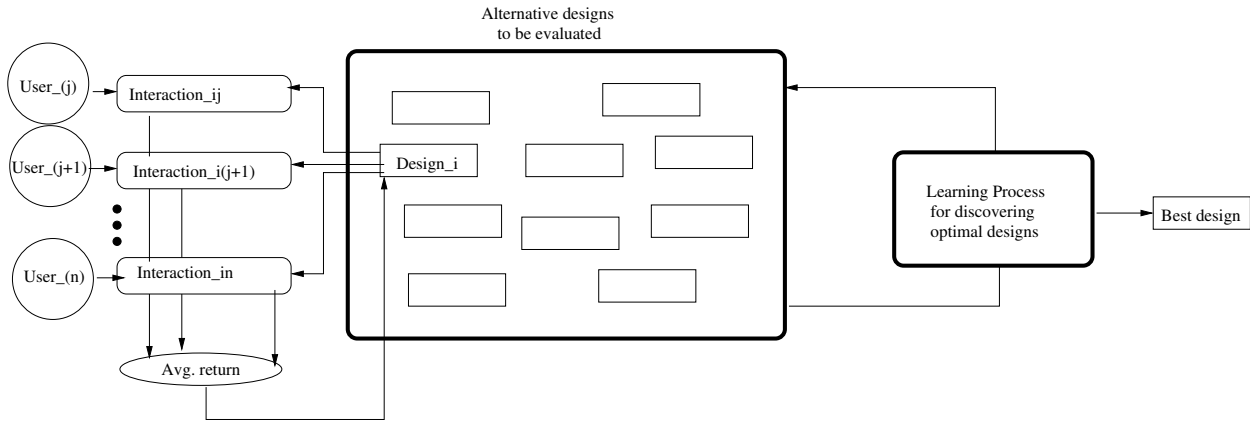 Alternative designs
to be evaluated
User_(j)
Interaction_ij
User_(j+1)
Interaction_i(j+1)
Design_i
User_(n)
Interaction_in
Avg. return
Learning Process
for discovering
optimal designs
Best design